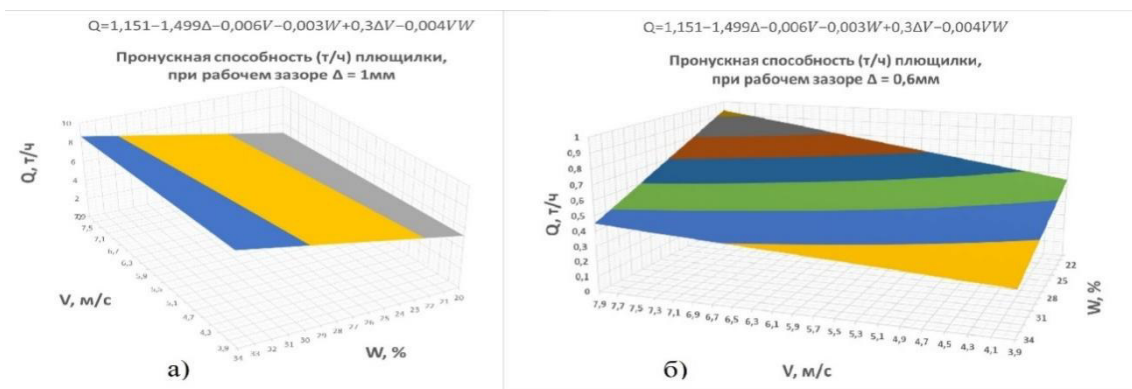 Q=1,151−1,499Δ−0,006V−0,003W+0,3ΔV−0,004VW
Пронускная способность (т/ч) плющилки,
при рабочем зазоре Δ = 1мм
Q, т/ч
10
8
6
4
2
7,5
7,1
6,7
6,3
5,9
5,1
4,7
4,3
3,9
V, м/с
34 33 32 31 30 29 28 27 26 25 24 23 22 21 20
W, %
а)
Q=1,151−1,499Δ−0,006V−0,003W+0,3ΔV−0,004VW
Пронускная способность (т/ч) плющилки,
при рабочем зазоре Δ = 0,6мм
Q, т/ч
1
0,9
0,8
0,7
0,6
0,5
0,4
0,3
0,2
0,1
0
7,9 7,7 7,5 7,3 7,1 6,9 6,7 6,5 6,3 6,1 5,9 5,7 5,5 5,3 5,1 4,9 4,7 4,5 4,3 4,1 3,9
V, м/с
22
25
28
31
34
W, %
б)